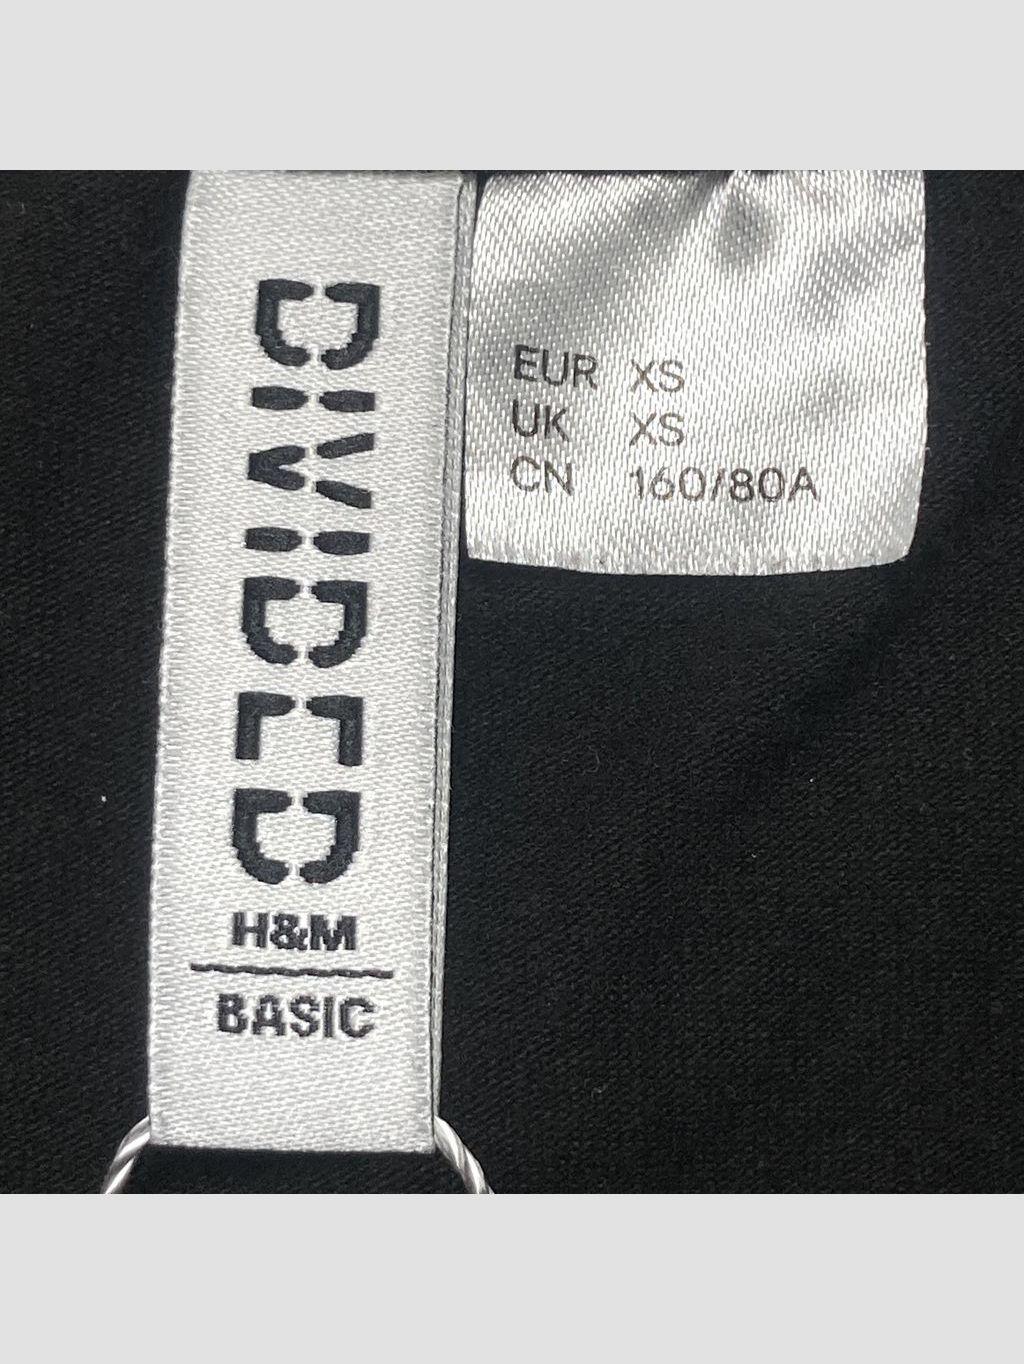 DIVIDED
H&M
BASIC
EUR XS
UK XS
CN 160/80A